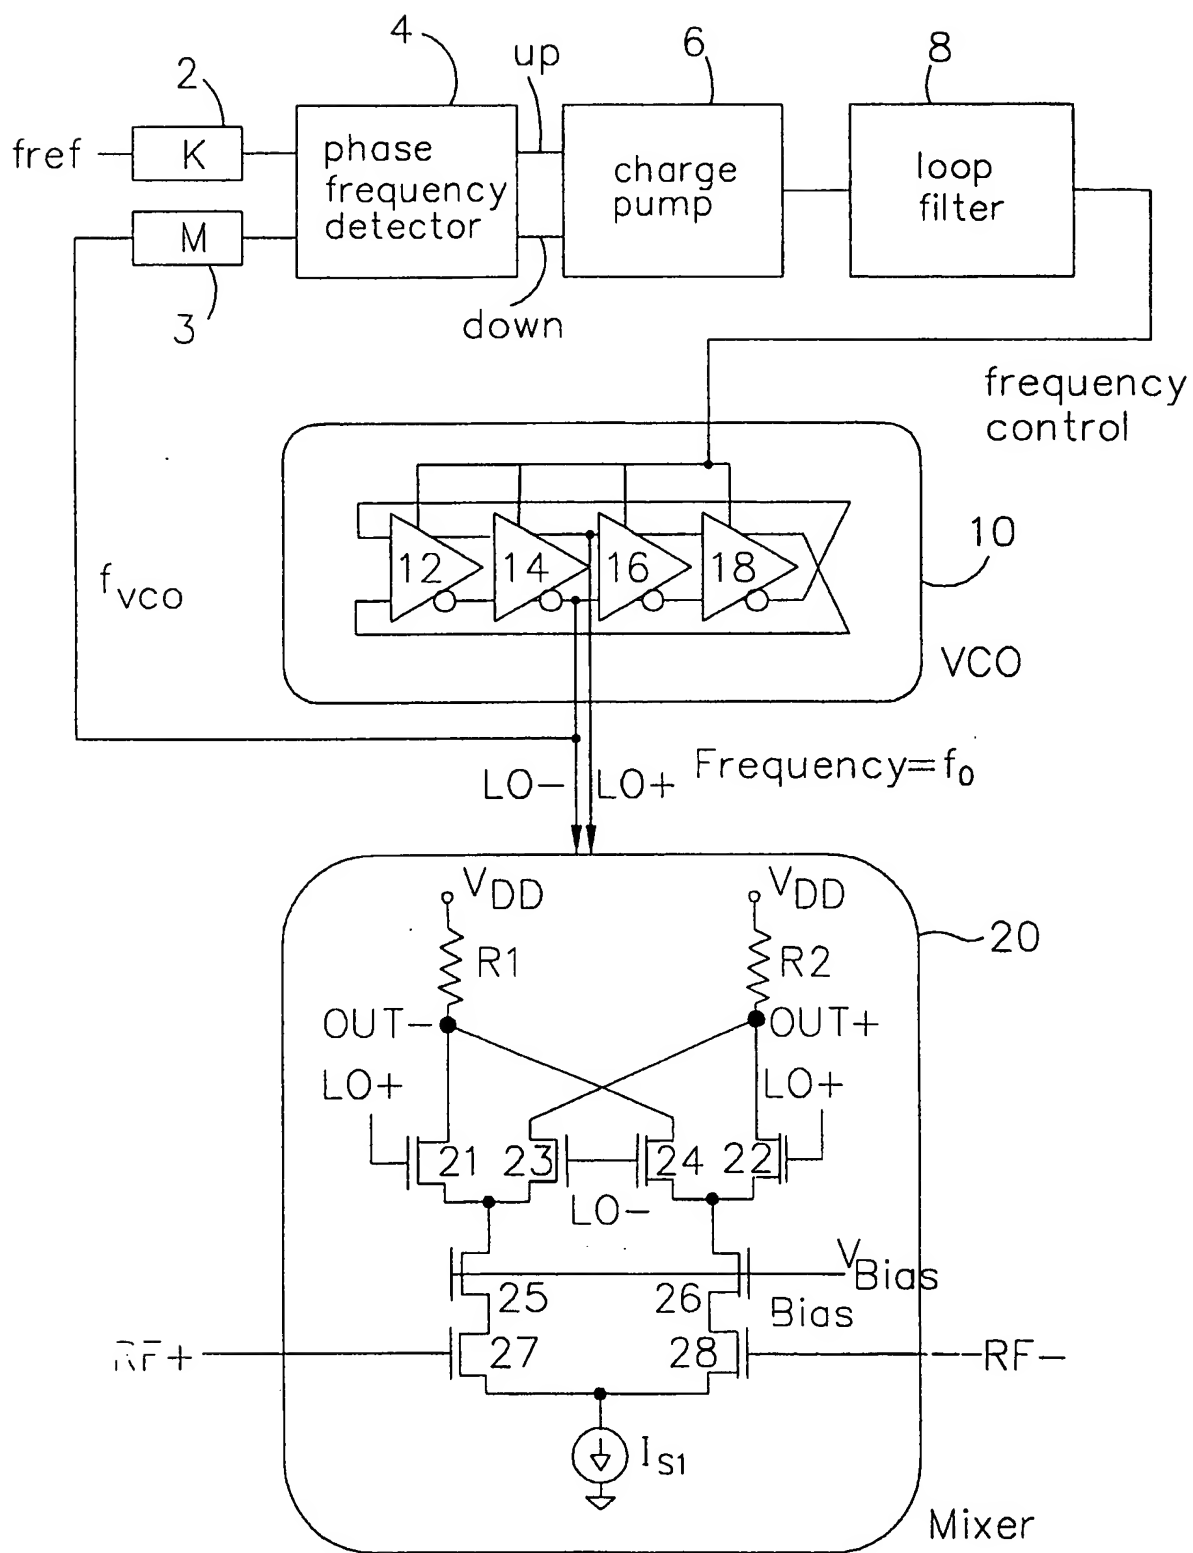 4
up
6
8
2
fref
K
phase
frequency
detector
charge
pump
loop
filter
M
3
down
frequency
control
12
14
16
18
10
fvco
VCO
Frequency=f0
LO-
LO+
VDD
VDD
20
R1
R2
OUT-
OUT+
LO+
LO+
21
23
24
22
LO-
VBias
25
26
Bias
RF+
27
28
RF-
IS1
Mixer